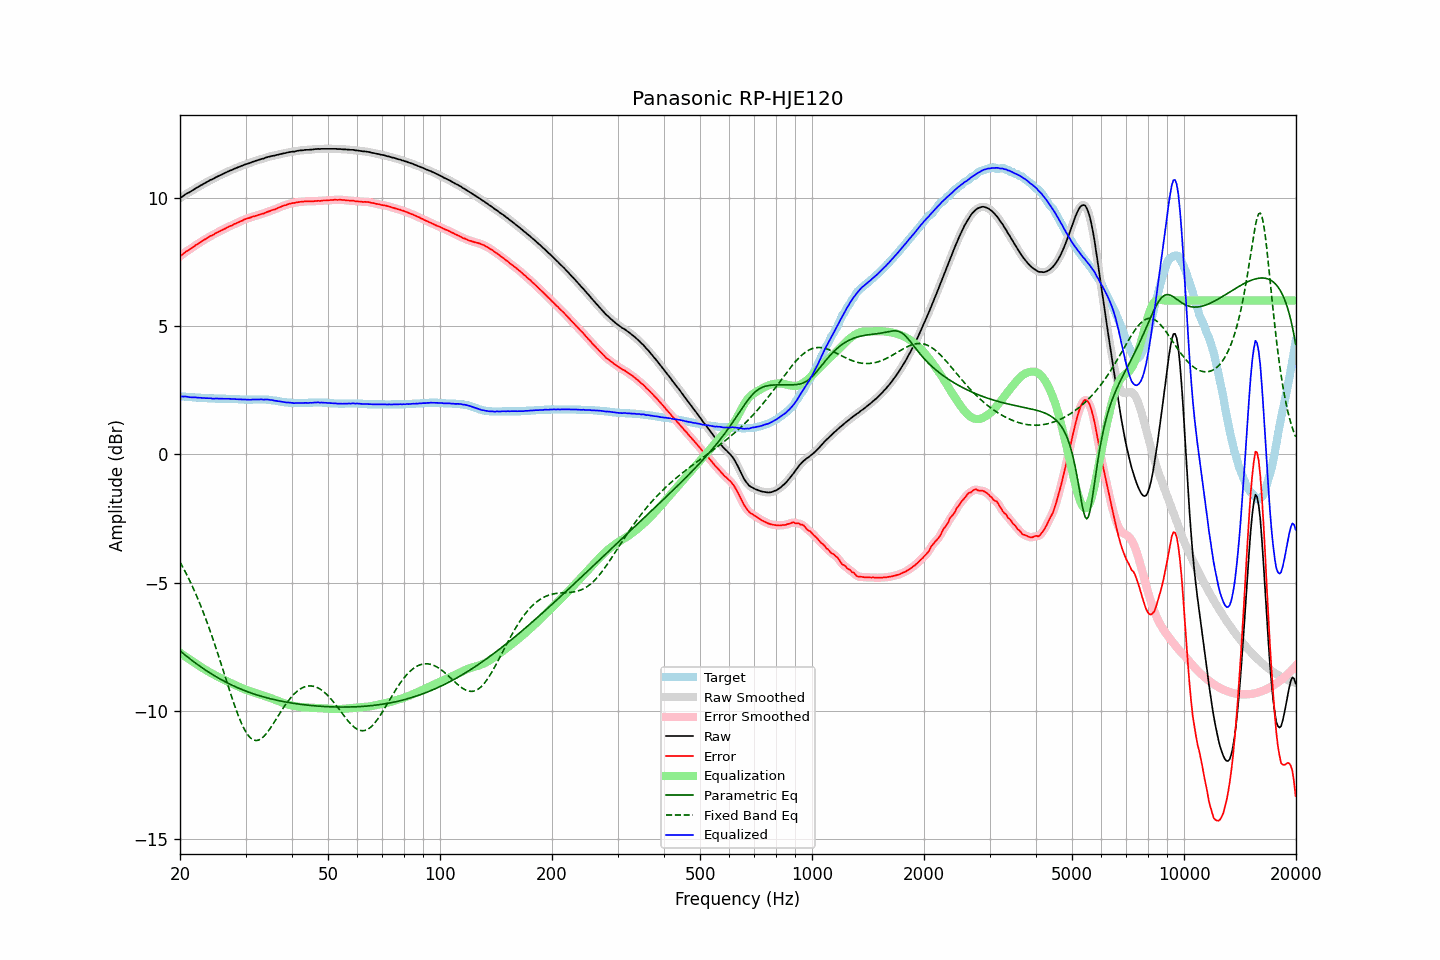 Panasonic RP-HJE120
Amplitude (dBr)
10
5
0
−5
−10
−15
Target
Raw Smoothed
Error Smoothed
Raw
Error
Equalization
Parametric Eq
Fixed Band Eq
Equalized
20
50
100
200
500
1000
2000
5000
10000
20000
Frequency (Hz)